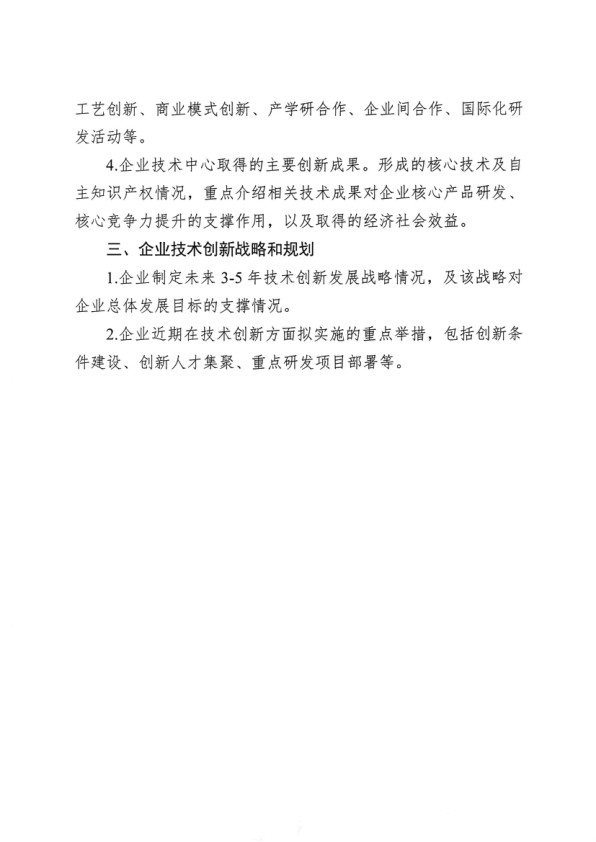 工艺创新、商业模式创新、产学研合作、企业间合作、国际化研
发活动等。
4.企业技术中心取得的主要创新成果。形成的核心技术及自
主知识产权情况，重点介绍相关技术成果对企业核心产品研发、
核心竞争力提升的支撑作用，以及取得的经济社会效益。
三、企业技术创新战略和规划
1.企业制定未来 3-5 年技术创新发展战略情况，及该战略对
企业总体发展目标的支撑情况。
2.企业近期在技术创新方面拟实施的重点举措，包括创新条
件建设、创新人才集聚、重点研发项目部署等。